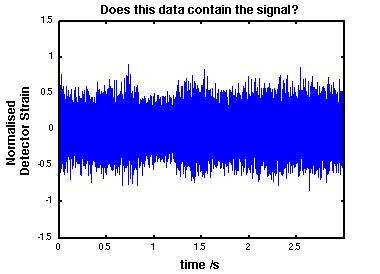 Does this data contain the signal?
1.5
1
0.5
0
-0.5
-1
-1.5
Normalised
Detector Strain
0 0.5 1 1.5 2 2.5
time /s